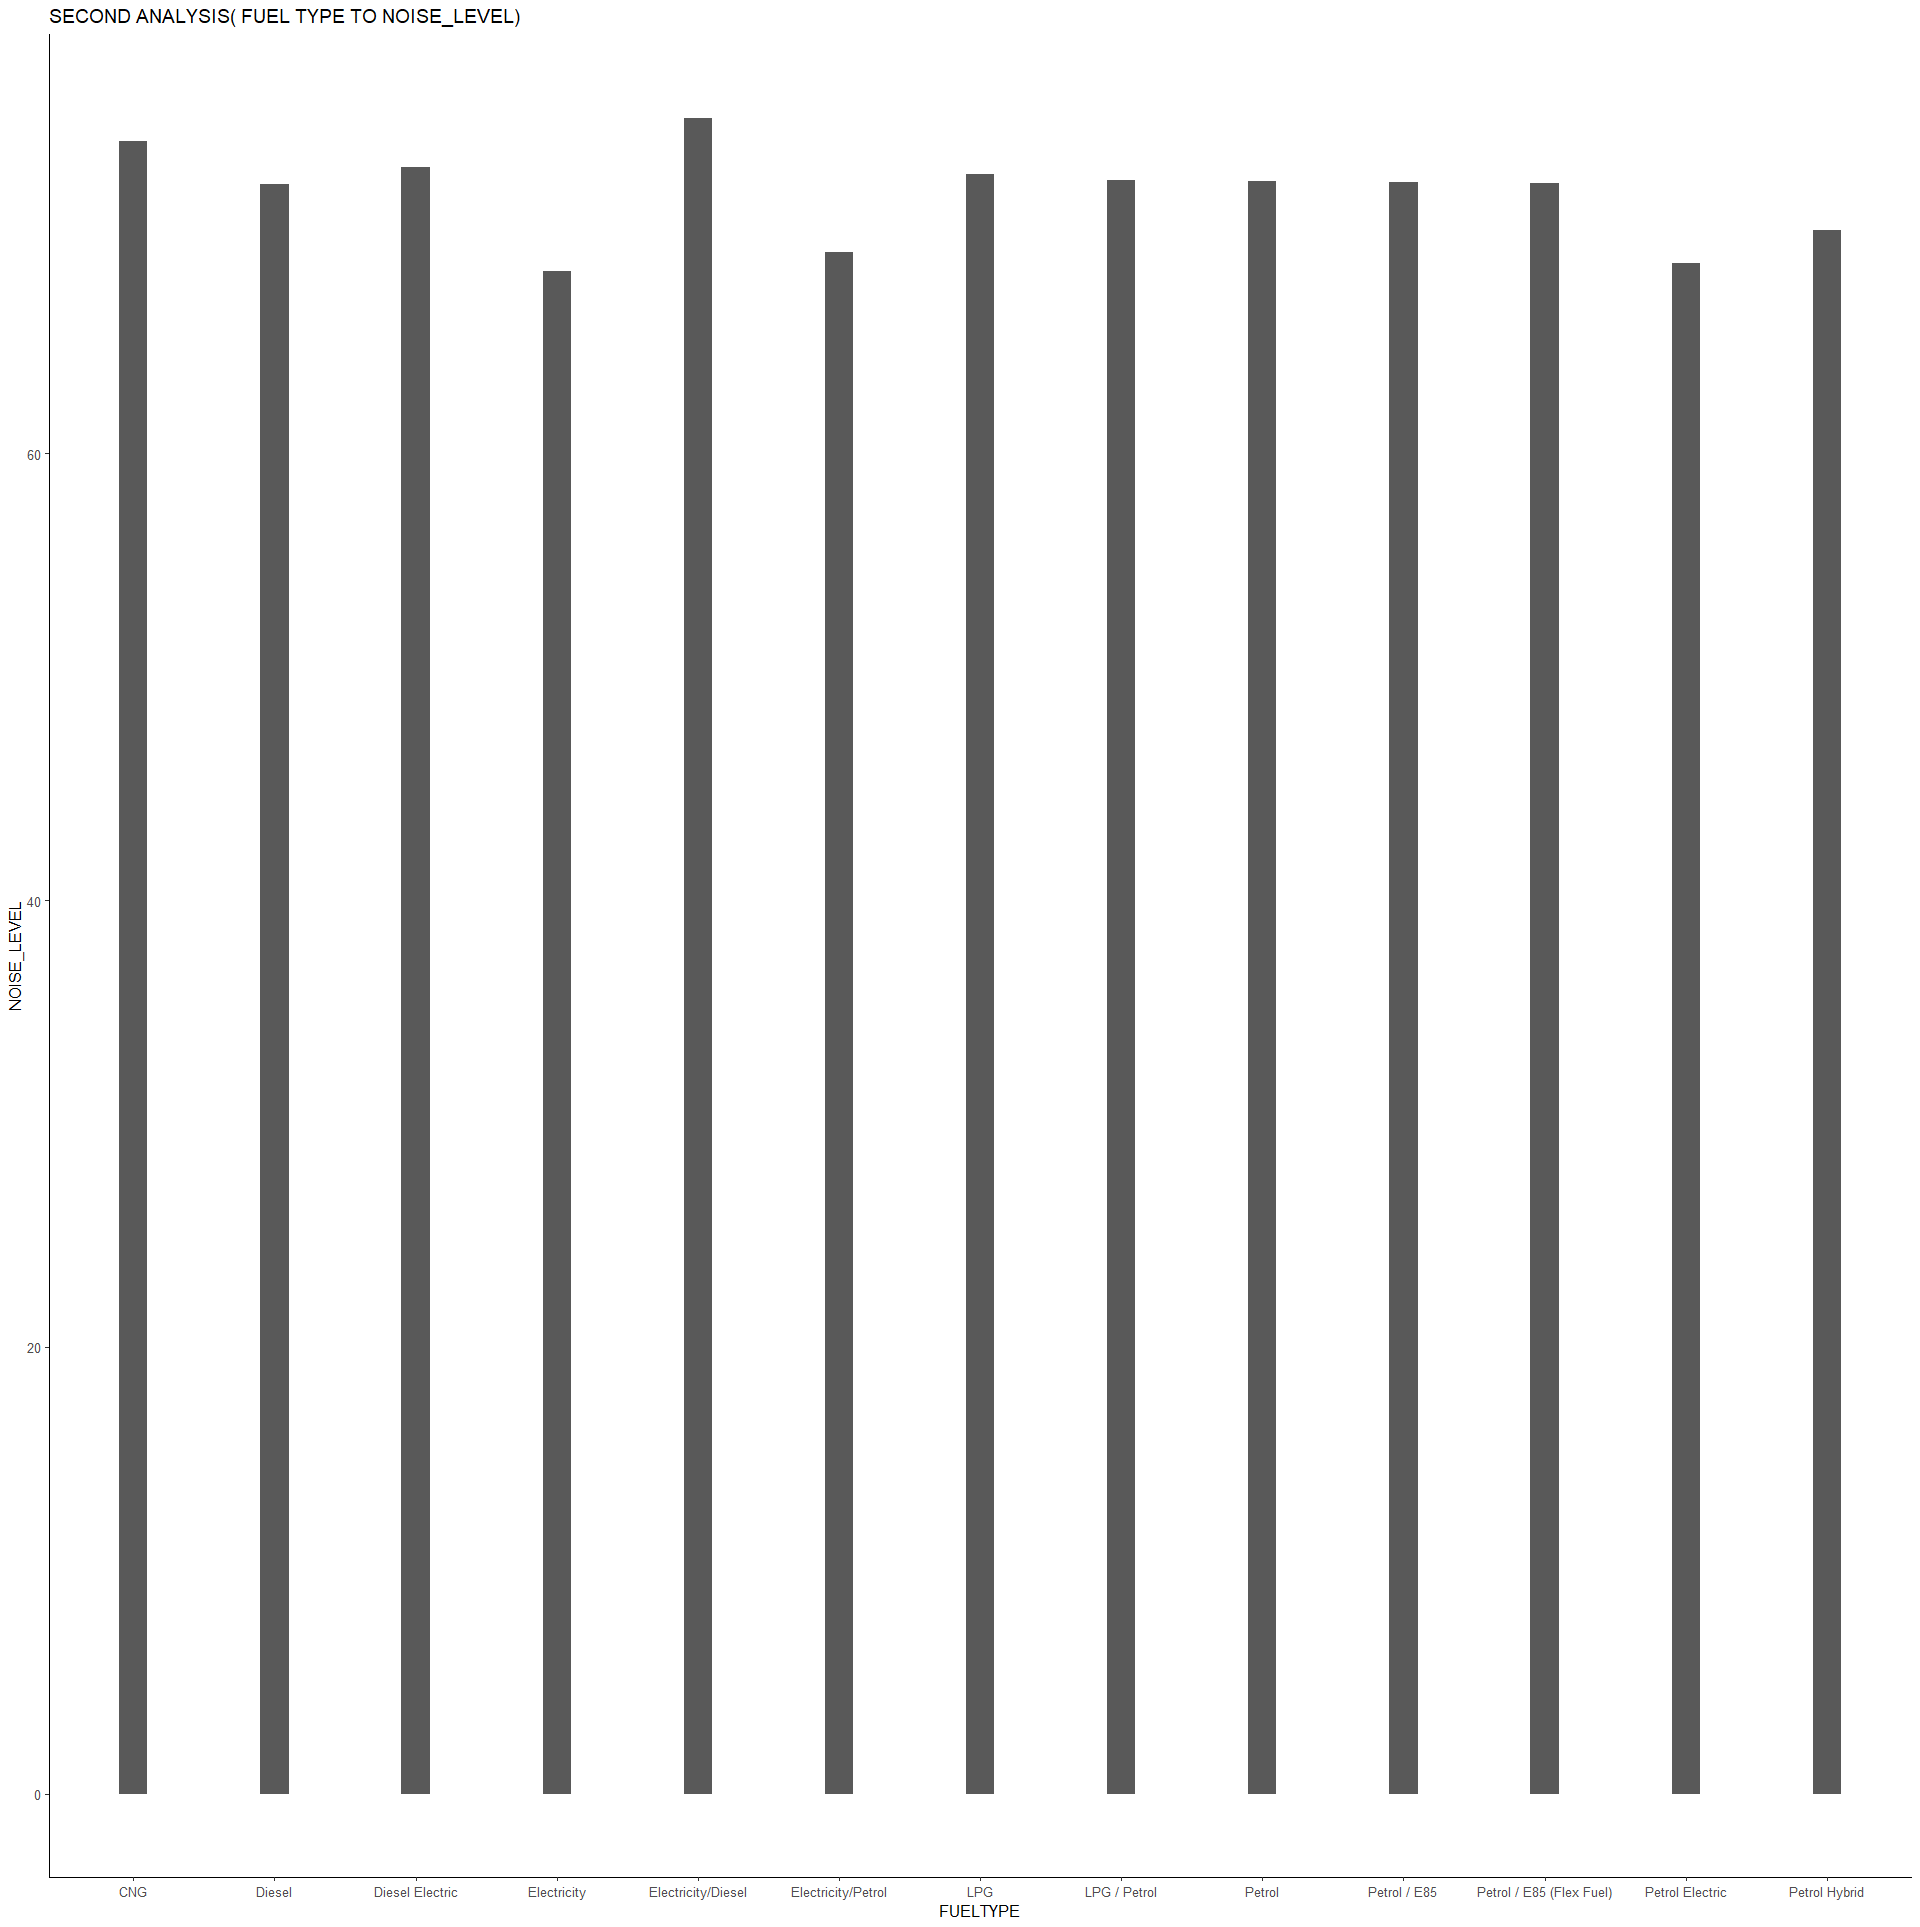 SECOND ANALYSIS( FUEL TYPE TO NOISE_LEVEL)
NOISE_LEVEL
60
40
20
0
CNG Diesel Diesel Electric Electricity Electricity/Diesel Electricity/Petrol LPG LPG / Petrol Petrol Petrol / E85 Petrol / E85 (Flex Fuel) Petrol Electric Petrol Hybrid
FUELTYPE